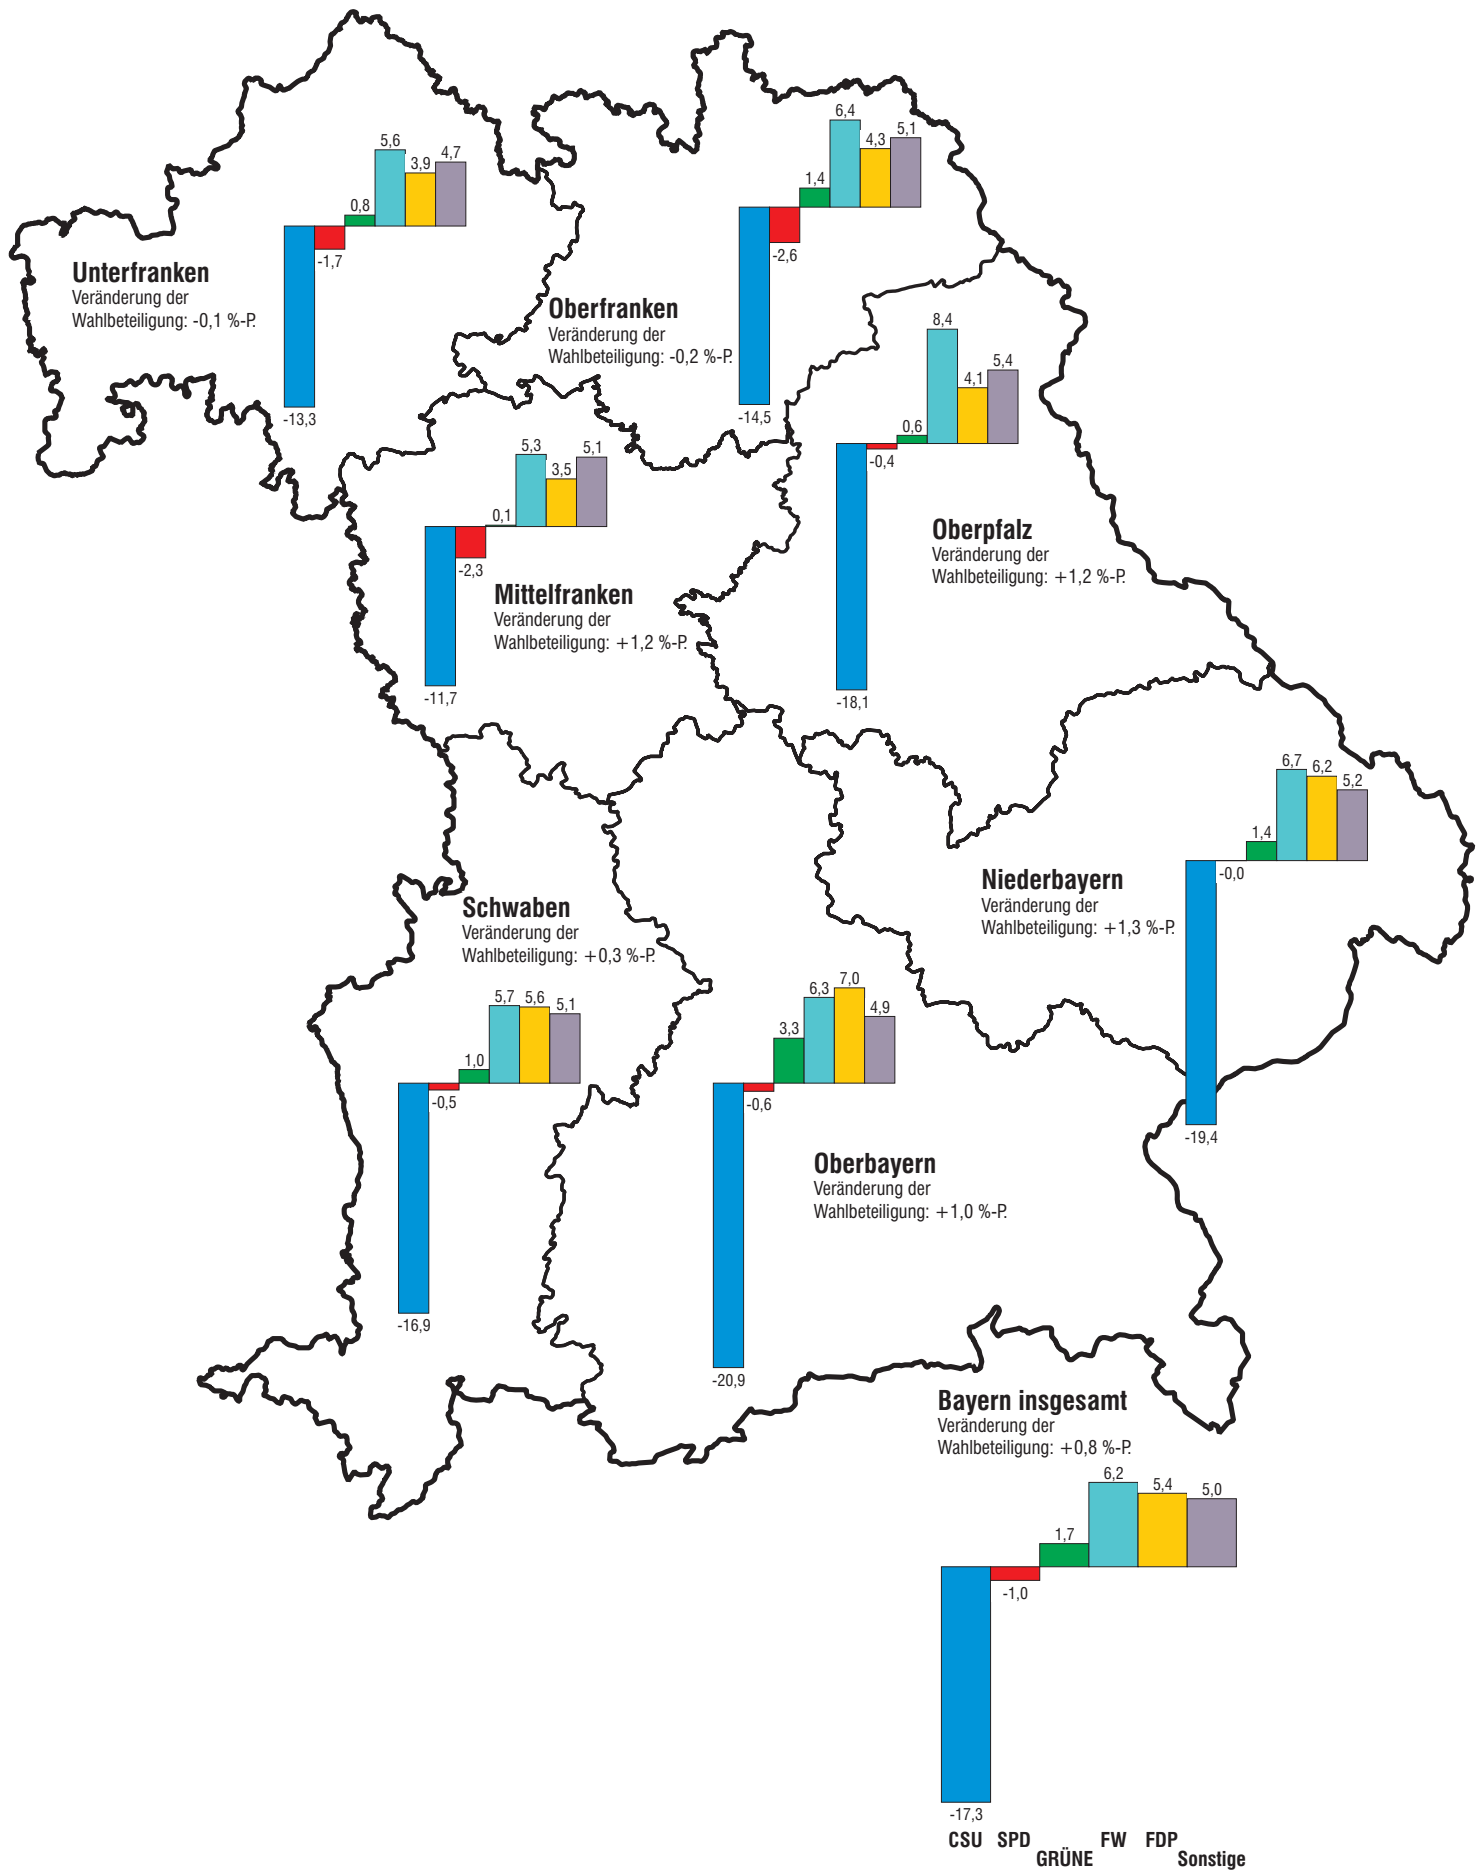 5,6
3,9
4,7
0,8
-1,7
-13,3
Unterfranken
Veränderung der
Wahlbeteiligung: -0,1 %-P.
6,4
4,3
5,1
1,4
-2,6
-14,5
Oberfranken
Veränderung der
Wahlbeteiligung: -0,2 %-P.
8,4
4,1
5,4
0,6
-0,4
-18,1
Oberpfalz
Veränderung der
Wahlbeteiligung: +1,2 %-P.
5,3
3,5
5,1
0,1
-2,3
-11,7
Mittelfranken
Veränderung der
Wahlbeteiligung: +1,2 %-P.
6,7
6,2
5,2
1,4
-0,0
-19,4
Niederbayern
Veränderung der
Wahlbeteiligung: +1,3 %-P.
Schwaben
Veränderung der
Wahlbeteiligung: +0,3 %-P.
5,7
5,6
5,1
1,0
-0,5
-16,9
6,3
7,0
4,9
3,3
-0,6
-20,9
Oberbayern
Veränderung der
Wahlbeteiligung: +1,0 %-P.
Bayern insgesamt
Veränderung der
Wahlbeteiligung: +0,8 %-P.
6,2
5,4
5,0
1,7
-1,0
-17,3
CSU SPD FW FDP
GRÜNE Sonstige